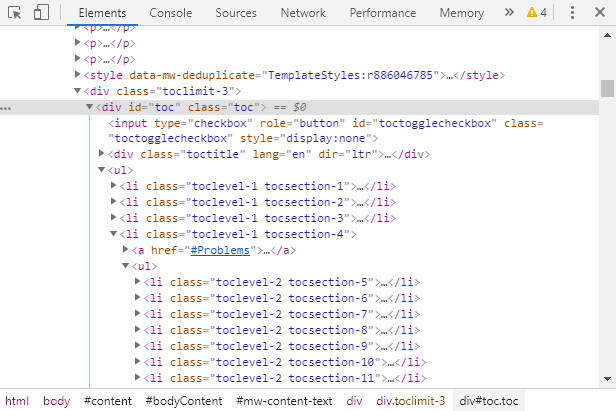 Elements Console Sources Network Performance Memory » 4
<p>…</p>
<p>…</p>
<p>…</p>
<style data-mw-deduplicate="TemplateStyles:r886046785">…</style>
<div class="toclimit-3">
… <div id="toc" class="toc"> == $0
<input type="checkbox" role="button" id="toctogglecheckbox" class=
"toctogglecheckbox" style="display:none">
<div class="toctitle" lang="en" dir="ltr">…</div>
<ul>
<li class="toclevel-1 tocsection-1">…</li>
<li class="toclevel-1 tocsection-2">…</li>
<li class="toclevel-1 tocsection-3">…</li>
<li class="toclevel-1 tocsection-4">
<a href="#Problems">…</a>
<ul>
<li class="toclevel-2 tocsection-5">…</li>
<li class="toclevel-2 tocsection-6">…</li>
<li class="toclevel-2 tocsection-7">…</li>
<li class="toclevel-2 tocsection-8">…</li>
<li class="toclevel-2 tocsection-9">…</li>
<li class="toclevel-2 tocsection-10">…</li>
<li class="toclevel-2 tocsection-11">…</li>
html body #content #bodyContent #mw-content-text div div.toclimit-3 div#toc.toc